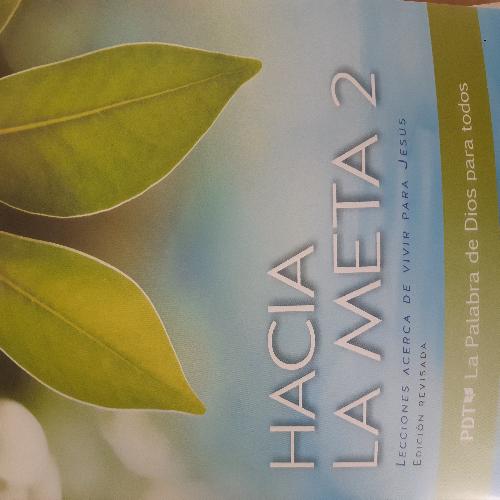 HACIA
LA META 2
LECCIONES ACERCA DE VIVIR PARA JESÚS
EDICIÓN REVISADA
PDT La Palabra de Dios para todos